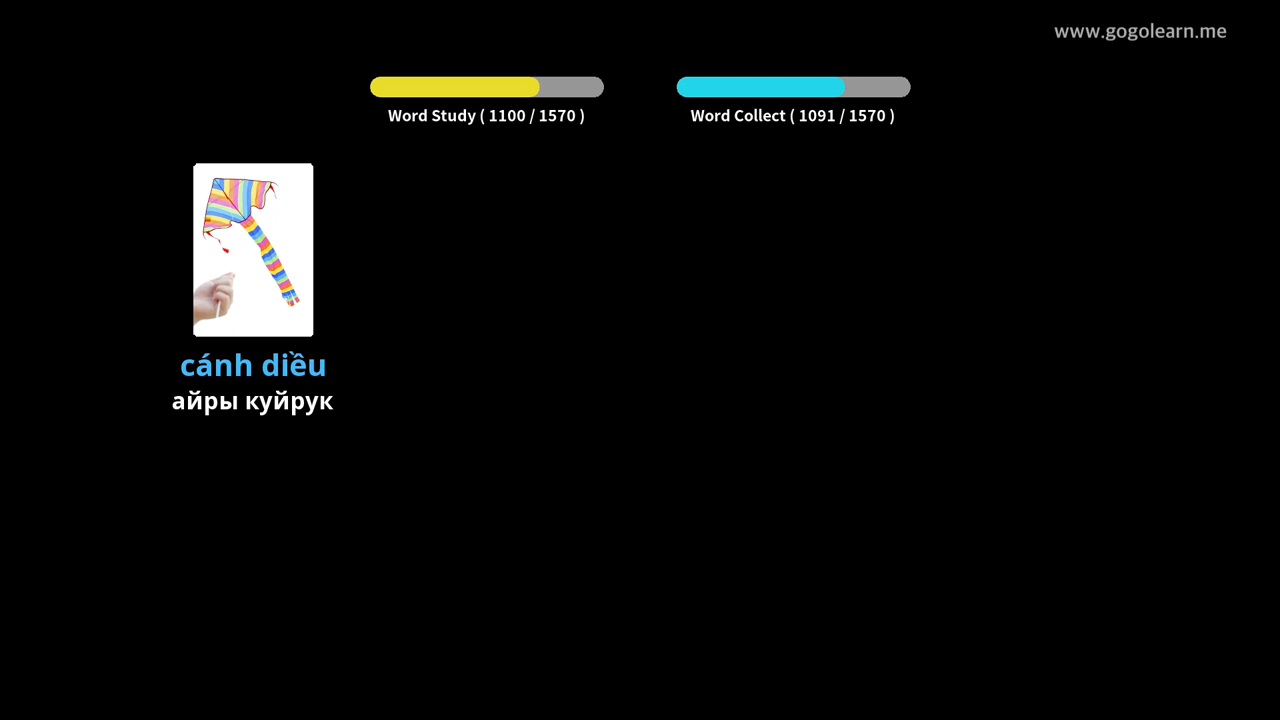 www.gogolearn.me
Word Study ( 1100 / 1570 )
Word Collect ( 1091 / 1570 )
cánh diều
айры куйрук